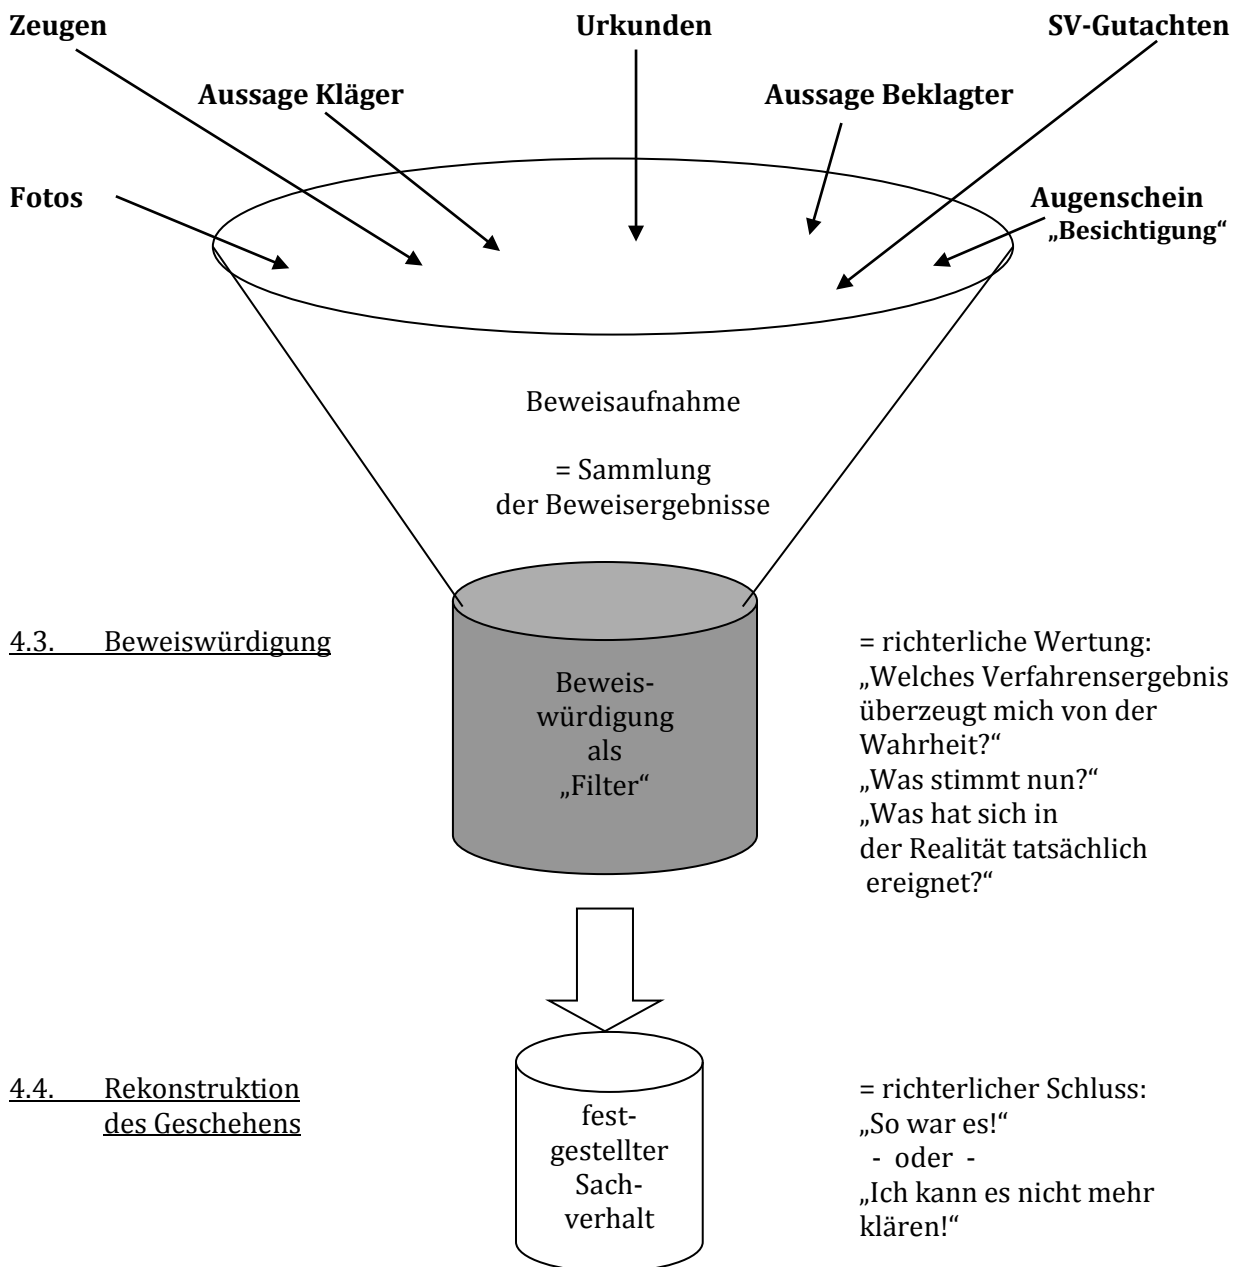 Zeugen
Urkunden
SV-Gutachten
Aussage Kläger
Aussage Beklagter
Fotos
Augenschein
„Besichtigung“
Beweisaufnahme
= Sammlung
der Beweisergebnisse
4.3. Beweiswürdigung
Beweis-
würdigung
als
„Filter“
= richterliche Wertung:
„Welches Verfahrensergebnis
überzeugt mich von der
Wahrheit?“
„Was stimmt nun?“
„Was hat sich in
der Realität tatsächlich
ereignet?“
4.4. Rekonstruktion
des Geschehens
fest-
gestellter
Sach-
verhalt
= richterlicher Schluss:
„So war es!“
- oder -
„Ich kann es nicht mehr
klären!“